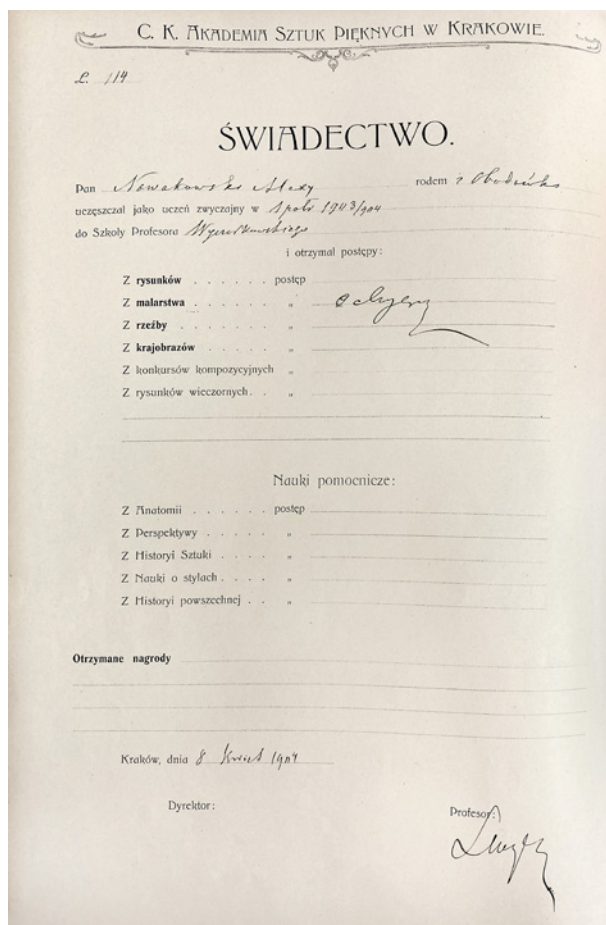 C. K. AKADEMIA SZTUK PIĘKNYCH W KRAKOWIE.
L. 114
ŚWIADECTWO.
Pan Nowakowski Alexy rodem z Obodówka
uczęszczał jako uczeń zwyczajny w 1 półr 1903/904
do Szkoły Profesora Wyczółkowskiego
i otrzymał postępy:
Z rysunków . . . . . . postęp
Z malarstwa . . . . . . „
Z rzeźby . . . . . . . „
Z krajobrazów . . . . . „
Z konkursów kompozycyjnych „
Z rysunków wieczornych . . „
Nauki pomocnicze:
Z Anatomii . . . . . . postęp
Z Perspektywy . . . . . „
Z Historyi Sztuki . . . . „
Z Nauki o stylach . . . . „
Z Historyi powszechnej . . „
Otrzymane nagrody
Kraków, dnia 8 Kwiet 1904
Dyrektor:
Profesor: